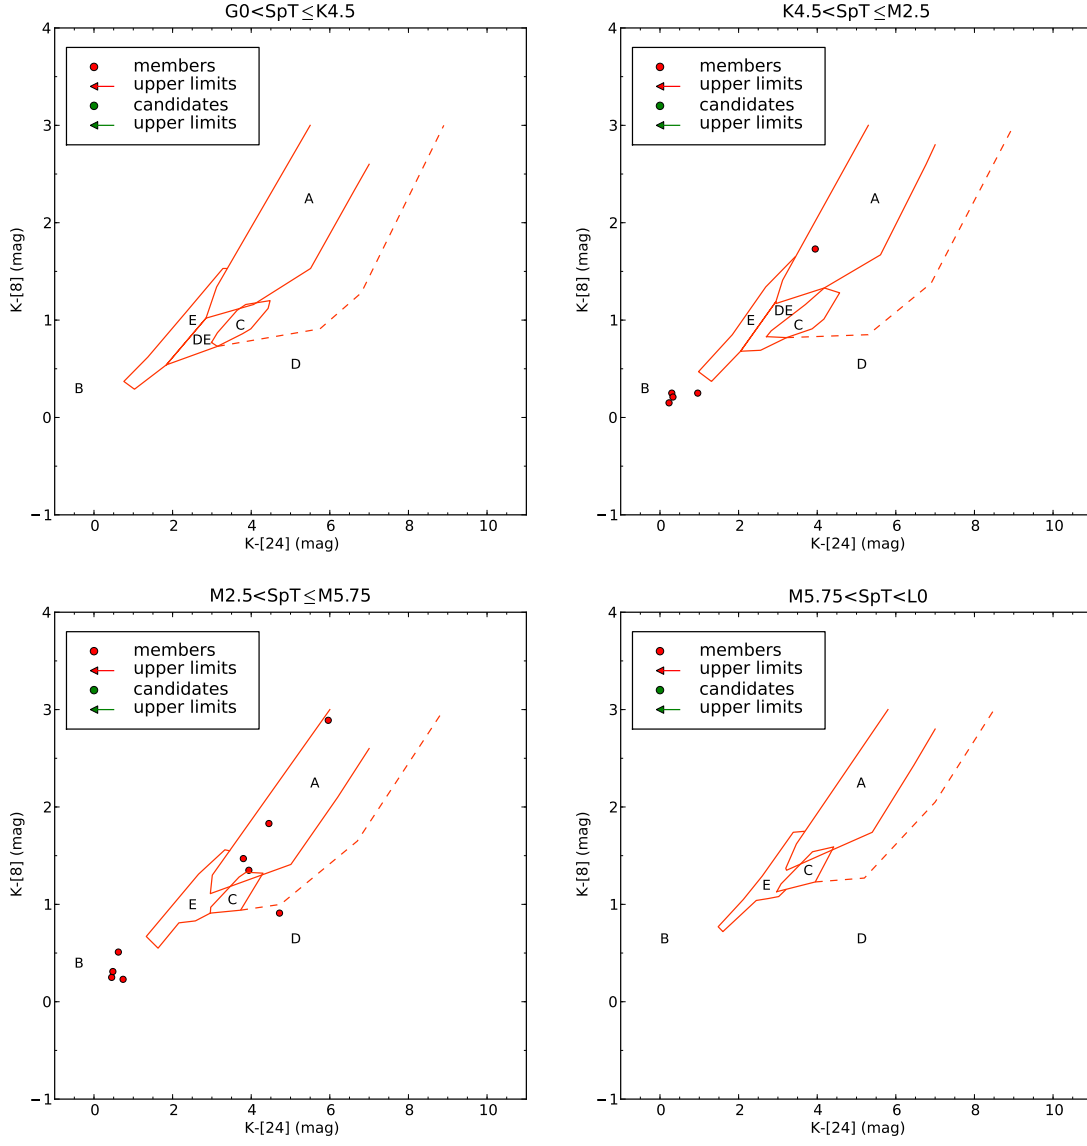 G0<SpT≤K4.5
4
3
2
1
0
−1
K-[8] (mag)
members
upper limits
candidates
upper limits
A
E
DE
C
D
B
0 2 4 6 8 10
K-[24] (mag)
K4.5<SpT≤M2.5
4
3
2
1
0
−1
K-[8] (mag)
members
upper limits
candidates
upper limits
A
DE
E
C
D
B
0 2 4 6 8 10
K-[24] (mag)
M2.5<SpT≤M5.75
4
3
2
1
0
−1
K-[8] (mag)
members
upper limits
candidates
upper limits
A
E
C
D
B
0 2 4 6 8 10
K-[24] (mag)
M5.75<SpT<L0
4
3
2
1
0
−1
K-[8] (mag)
members
upper limits
candidates
upper limits
A
C
E
B
D
0 2 4 6 8 10
K-[24] (mag)